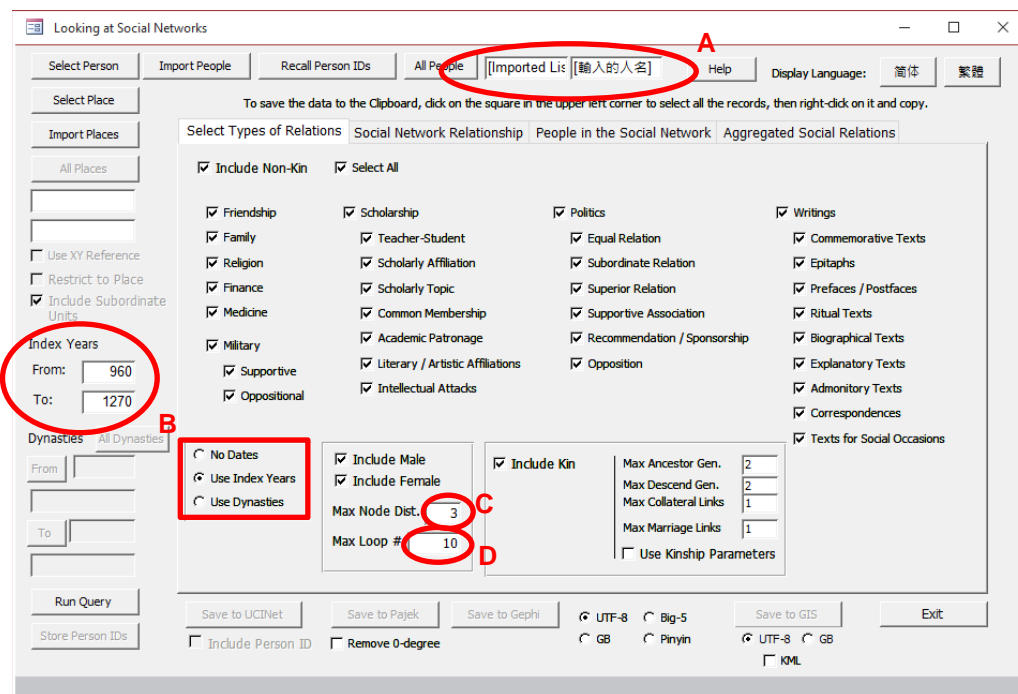 Looking at Social Networks
Select Person Import People Recall Person IDs All People [Imported Lis [輸入的人名] A Help Display Language: 简体 繁體
Select Place To save the data to the Clipboard, click on the square in the upper left corner to select all the records, then right-click on it and copy.
Import Places Select Types of Relations Social Network Relationship People in the Social Network Aggregated Social Relations
All Places Include Non-Kin Select All
Friendship Scholarship Politics Writings
Family Teacher-Student Equal Relation Commemorative Texts
Use XY Reference Religion Scholarly Affiliation Subordinate Relation Epitaphs
Restrict to Place Finance Scholarly Topic Superior Relation Prefaces / Postfaces
Include Subordinate Units Medicine Common Membership Supportive Association Ritual Texts
Index Years Military Academic Patronage Recommendation / Sponsorship Biographical Texts
From: 960 Supportive Literary / Artistic Affiliations Opposition Explanatory Texts
To: 1270 Oppositional Intellectual Attacks Admonitory Texts
Correspondences
B
Dynasties All Dynasties Texts for Social Occasions
From No Dates Include Male Include Kin Max Ancestor Gen. 2
Use Index Years Include Female Max Descend Gen. 2
Use Dynasties Max Node Dist. 3 C Max Collateral Links 1
To Max Loop # 10 D Max Marriage Links 1
Use Kinship Parameters
Run Query Save to UCINet Save to Pajek Save to Gephi UTF-8 Big-5 Save to GIS Exit
Store Person IDs Include Person ID Remove 0-degree GB Pinyin UTF-8 GB
KML